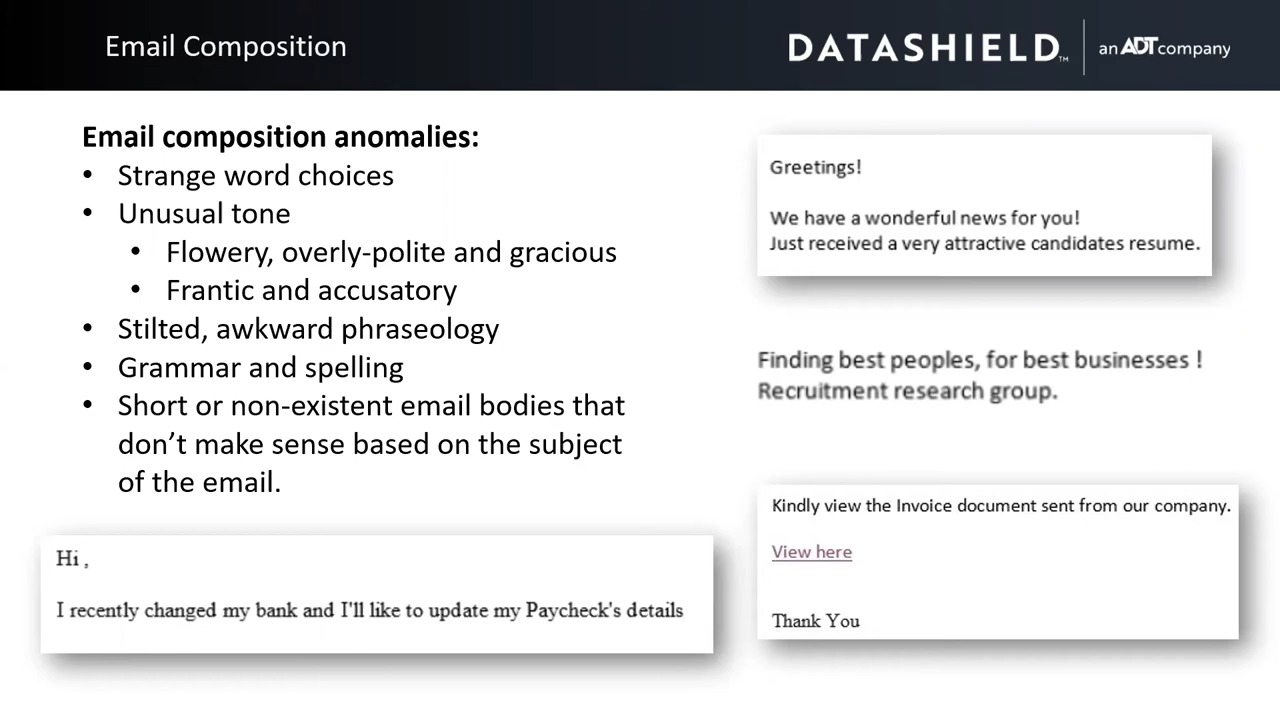 Email Composition
DATASHIELD™ an ADT company
Email composition anomalies:
• Strange word choices
• Unusual tone
• Flowery, overly-polite and gracious
• Frantic and accusatory
• Stilted, awkward phraseology
• Grammar and spelling
• Short or non-existent email bodies that
don’t make sense based on the subject
of the email.
Hi ,
I recently changed my bank and I'll like to update my Paycheck's details
Greetings!
We have a wonderful news for you!
Just received a very attractive candidates resume.
Finding best peoples, for best businesses !
Recruitment research group.
Kindly view the Invoice document sent from our company.
View here
Thank You